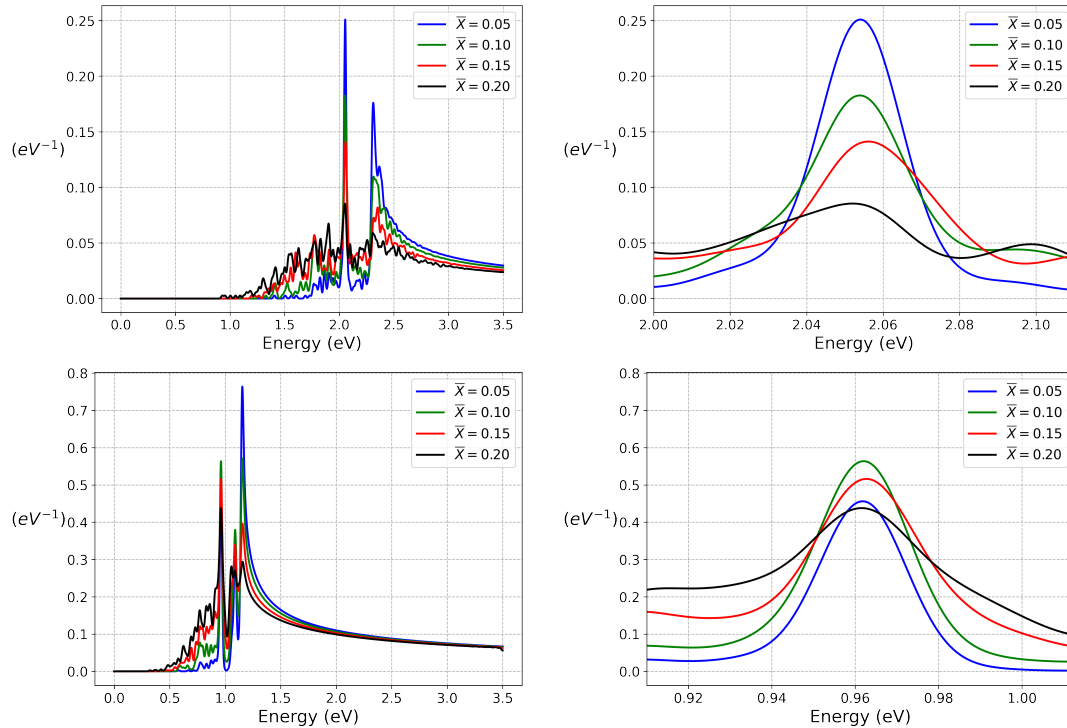 0.25
0.20
0.15
0.10
0.05
0.00
(eV⁻¹)
0.0 0.5 1.0 1.5 2.0 2.5 3.0 3.5
Energy (eV)
X̅ = 0.05
X̅ = 0.10
X̅ = 0.15
X̅ = 0.20
0.25
0.20
0.15
0.10
0.05
0.00
(eV⁻¹)
2.00 2.02 2.04 2.06 2.08 2.10
Energy (eV)
X̅ = 0.05
X̅ = 0.10
X̅ = 0.15
X̅ = 0.20
0.8
0.7
0.6
0.5
0.4
0.3
0.2
0.1
0.0
(eV⁻¹)
0.0 0.5 1.0 1.5 2.0 2.5 3.0 3.5
Energy (eV)
X̅ = 0.05
X̅ = 0.10
X̅ = 0.15
X̅ = 0.20
0.8
0.7
0.6
0.5
0.4
0.3
0.2
0.1
0.0
(eV⁻¹)
0.92 0.94 0.96 0.98 1.00
Energy (eV)
X̅ = 0.05
X̅ = 0.10
X̅ = 0.15
X̅ = 0.20